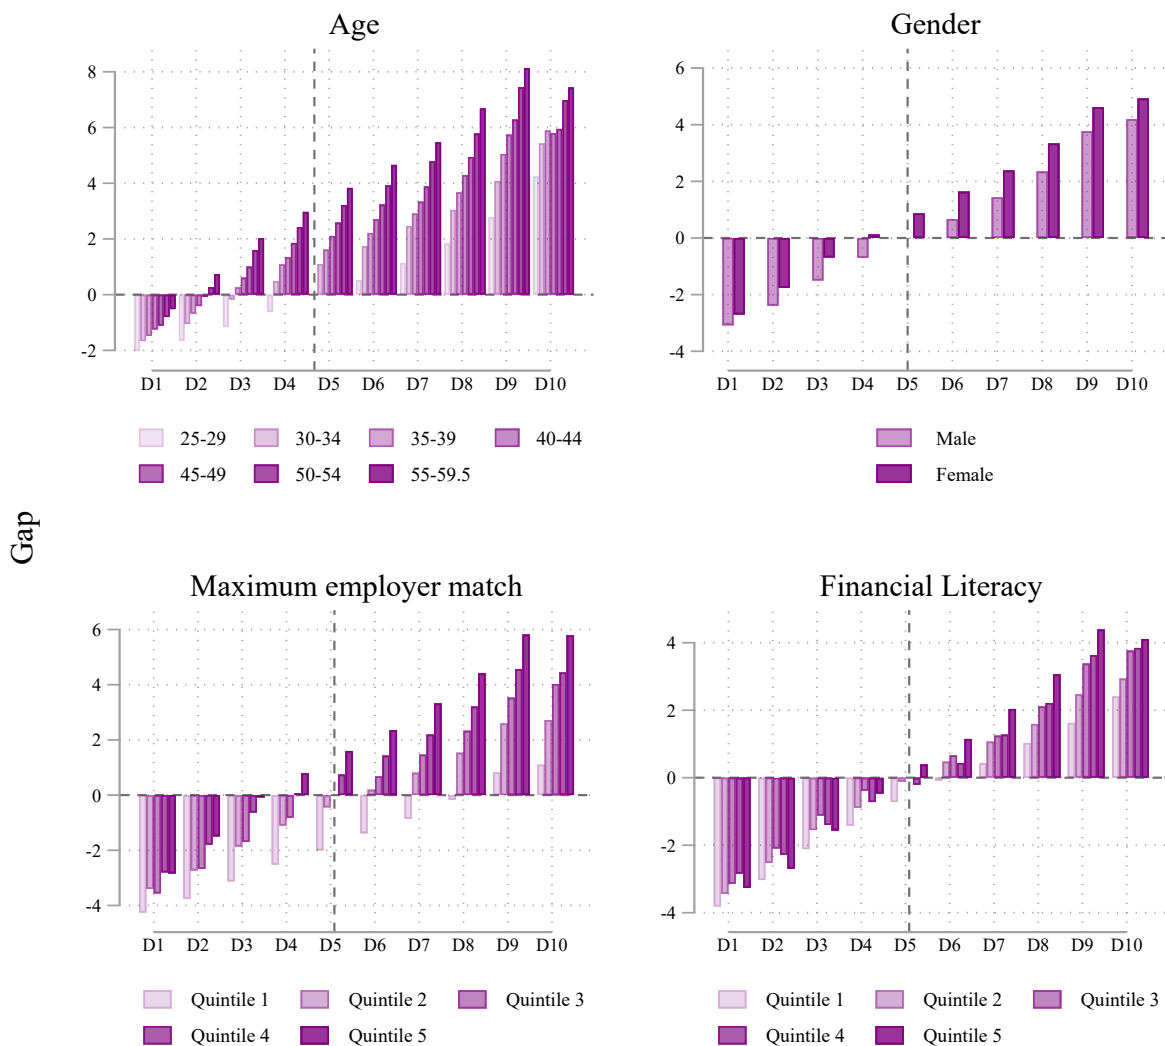 Age
8
6
4
2
0
-2
D1 D2 D3 D4 D5 D6 D7 D8 D9 D10
25-29 30-34 35-39 40-44
45-49 50-54 55-59.5
Gender
6
4
2
0
-2
-4
D1 D2 D3 D4 D5 D6 D7 D8 D9 D10
Male
Female
Gap
Maximum employer match
6
4
2
0
-2
-4
D1 D2 D3 D4 D5 D6 D7 D8 D9 D10
Quintile 1 Quintile 2 Quintile 3
Quintile 4 Quintile 5
Financial Literacy
4
2
0
-2
-4
D1 D2 D3 D4 D5 D6 D7 D8 D9 D10
Quintile 1 Quintile 2 Quintile 3
Quintile 4 Quintile 5